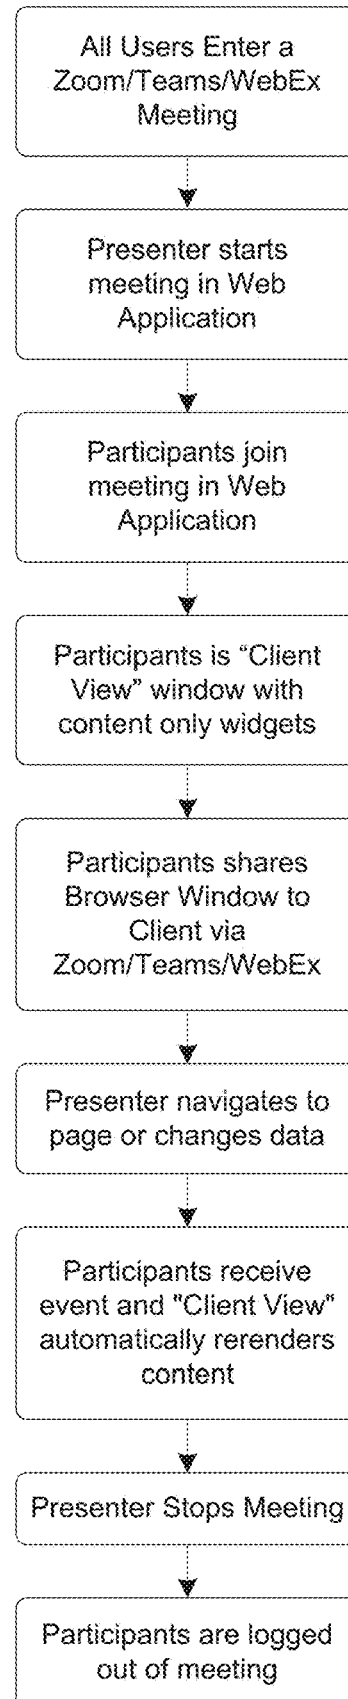 All Users Enter a
Zoom/Teams/WebEx
Meeting
Presenter starts
meeting in Web
Application
Participants join
meeting in Web
Application
Participants is “Client
View” window with
content only widgets
Participants shares
Browser Window to
Client via
Zoom/Teams/WebEx
Presenter navigates to
page or changes data
Participants receive
event and "Client View"
automatically rerenders
content
Presenter Stops Meeting
Participants are logged
out of meeting